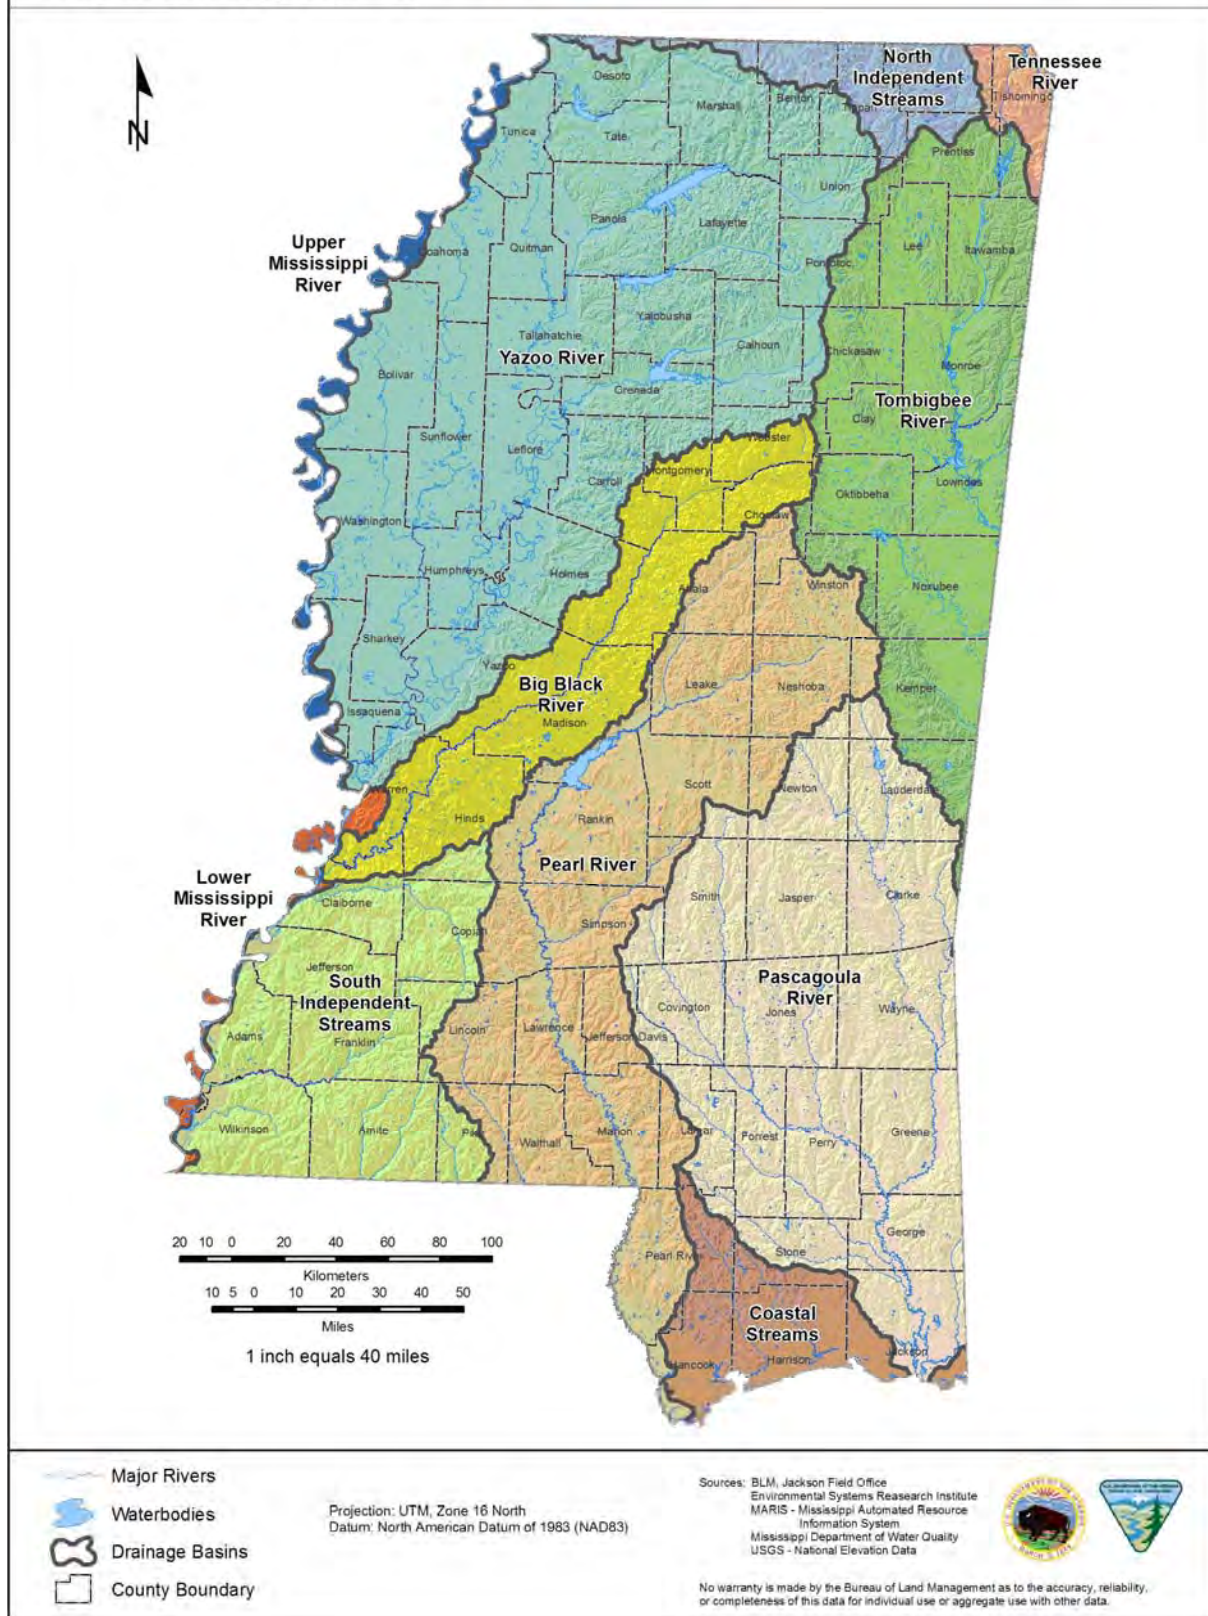 North
Independent
Streams
Tennessee
River
Tishomingo
Desoto
Marshall
Benton
Tippah
Tunica
Tate
Prentiss
N
Union
Panola
Lafayette
Upper
Mississippi
River
Coahoma
Quitman
Pontotoc
Lee
Itawamba
Yalobusha
Tallahatchie
Yazoo River
Calhoun
Chickasaw
Monroe
Bolivar
Grenada
Tombigbee
River
Clay
Sunflower
Leflore
Webster
Montgomery
Carroll
Oktibbeha
Lowndes
Washington
Choctaw
Humphreys
Holmes
Attala
Winston
Noxubee
Sharkey
Yazoo
Big Black
River
Madison
Leake
Neshoba
Kemper
Issaquena
Warren
Scott
Newton
Lauderdale
Hinds
Rankin
Pearl River
Lower
Mississippi
River
Claiborne
Smith
Jasper
Clarke
Copiah
Simpson
Jefferson
South
Independent
Streams
Pascagoula
River
Covington
Jones
Wayne
Adams
Franklin
Lincoln
Lawrence
Jefferson Davis
Wilkinson
Amite
Pike
Walthall
Marion
Lamar
Forrest
Perry
Greene
George
Pearl River
Stone
20 10 0 20 40 60 80 100
Kilometers
10 5 0 10 20 30 40 50
Miles
1 inch equals 40 miles
Coastal
Streams
Hancock
Harrison
Jackson
Major Rivers
Waterbodies
Drainage Basins
County Boundary
Projection: UTM, Zone 16 North
Datum: North American Datum of 1983 (NAD83)
Sources: BLM, Jackson Field Office
Environmental Systems Reasearch Institute
MARIS - Mississippi Automated Resource
Information System
Mississippi Department of Water Quality
USGS - National Elevation Data
No warranty is made by the Bureau of Land Management as to the accuracy, reliability,
or completeness of this data for individual use or aggregate use with other data.